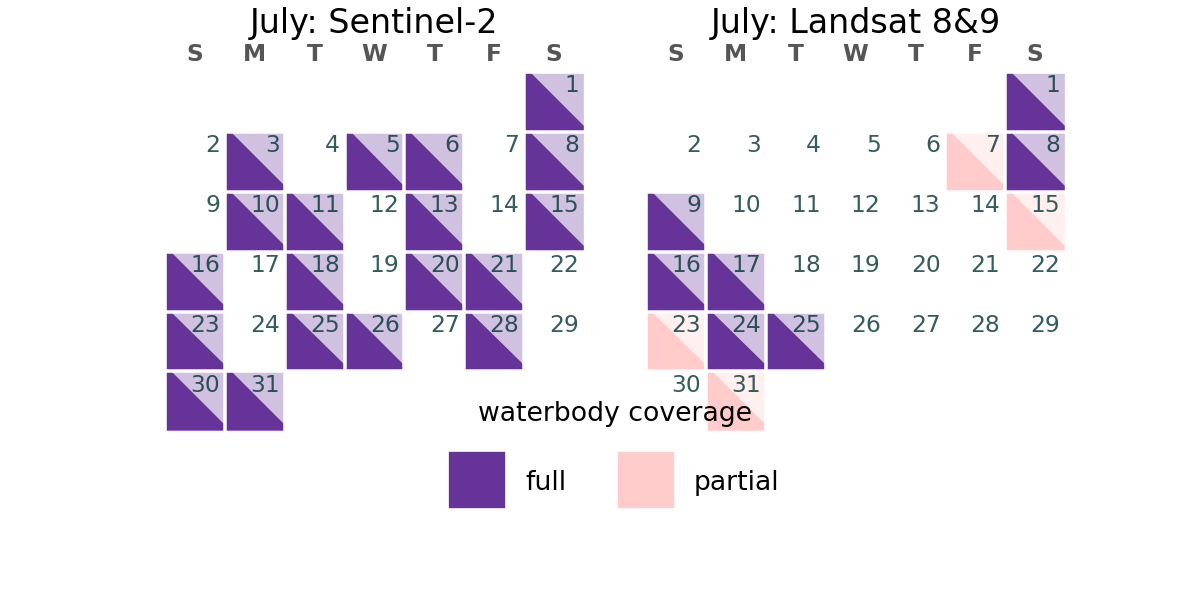 July: Sentinel-2
S M T W T F S
1
2 3 4 5 6 7 8
9 10 11 12 13 14 15
16 17 18 19 20 21 22
23 24 25 26 27 28 29
30 31
July: Landsat 8&9
S M T W T F S
1
2 3 4 5 6 7 8
9 10 11 12 13 14 15
16 17 18 19 20 21 22
23 24 25 26 27 28 29
30 31
waterbody coverage
full partial